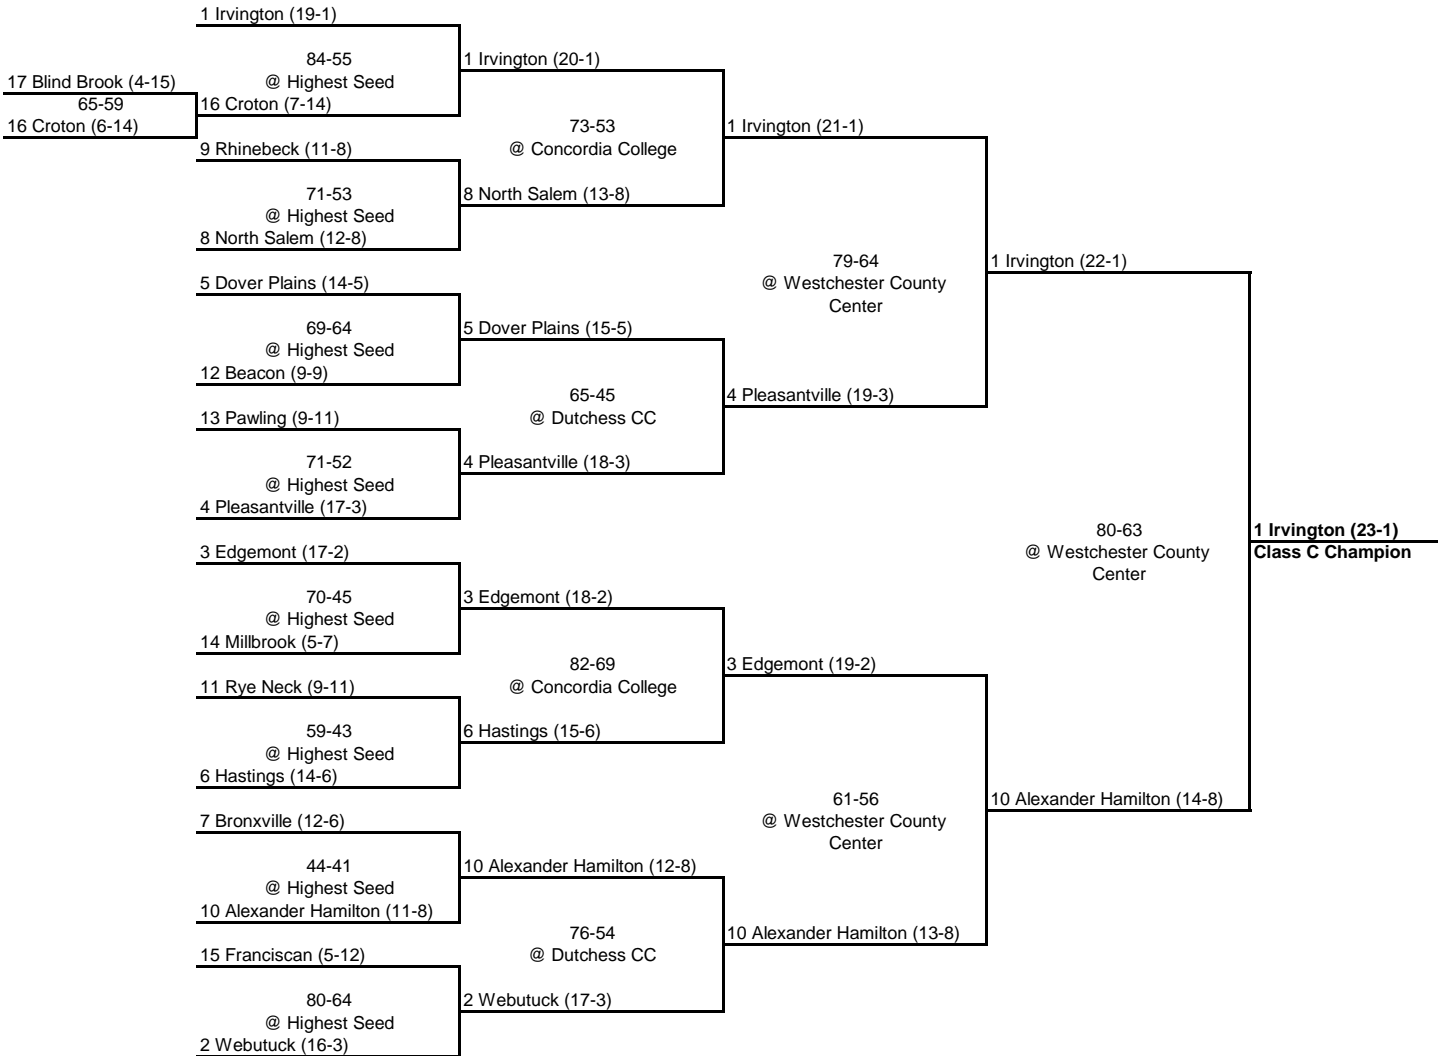 1 Irvington (19-1)
84-55
@ Highest Seed
1 Irvington (20-1)
17 Blind Brook (4-15)
65-59
16 Croton (6-14)
16 Croton (7-14)
73-53
@ Concordia College
1 Irvington (21-1)
9 Rhinebeck (11-8)
71-53
@ Highest Seed
8 North Salem (13-8)
8 North Salem (12-8)
79-64
@ Westchester County
Center
1 Irvington (22-1)
5 Dover Plains (14-5)
69-64
@ Highest Seed
5 Dover Plains (15-5)
12 Beacon (9-9)
65-45
@ Dutchess CC
4 Pleasantville (19-3)
13 Pawling (9-11)
71-52
@ Highest Seed
4 Pleasantville (18-3)
4 Pleasantville (17-3)
80-63
@ Westchester County
Center
1 Irvington (23-1)
Class C Champion
3 Edgemont (17-2)
70-45
@ Highest Seed
3 Edgemont (18-2)
14 Millbrook (5-7)
82-69
@ Concordia College
3 Edgemont (19-2)
11 Rye Neck (9-11)
59-43
@ Highest Seed
6 Hastings (15-6)
6 Hastings (14-6)
61-56
@ Westchester County
Center
10 Alexander Hamilton (14-8)
7 Bronxville (12-6)
44-41
@ Highest Seed
10 Alexander Hamilton (12-8)
10 Alexander Hamilton (11-8)
76-54
@ Dutchess CC
10 Alexander Hamilton (13-8)
15 Franciscan (5-12)
80-64
@ Highest Seed
2 Webutuck (17-3)
2 Webutuck (16-3)